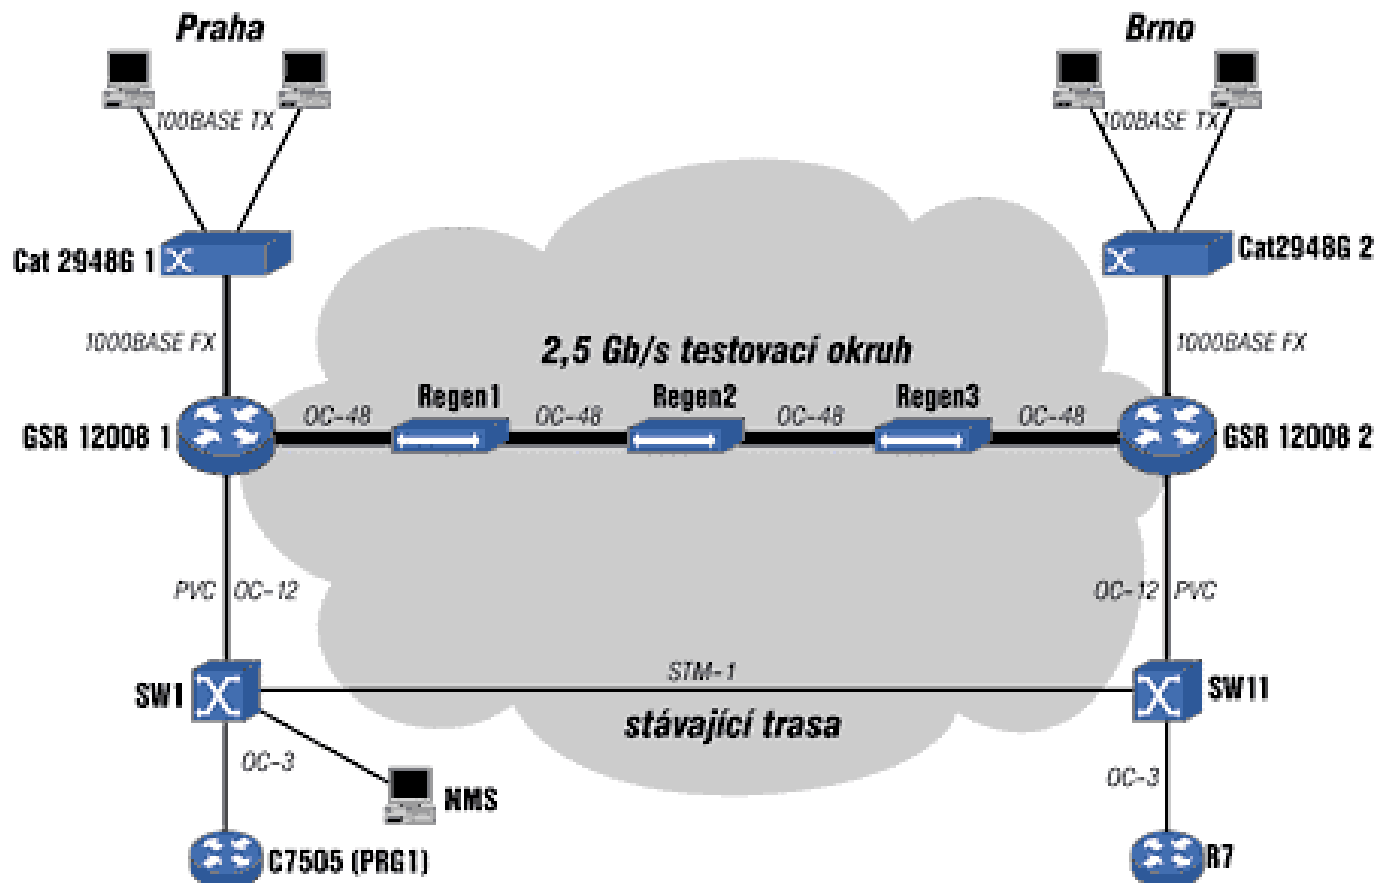 Praha
Brno
100BASE TX
100BASE TX
Cat 2948G 1
Cat2948G 2
1000BASE FX
1000BASE FX
2,5 Gb/s testovací okruh
Regen1
Regen2
Regen3
OC-48
OC-48
OC-48
OC-48
GSR 12008 1
GSR 12008 2
PVC
OC-12
OC-12
PVC
STM-1
SW1
SW11
stávající trasa
OC-3
OC-3
NMS
C7505 (PRG1)
R7